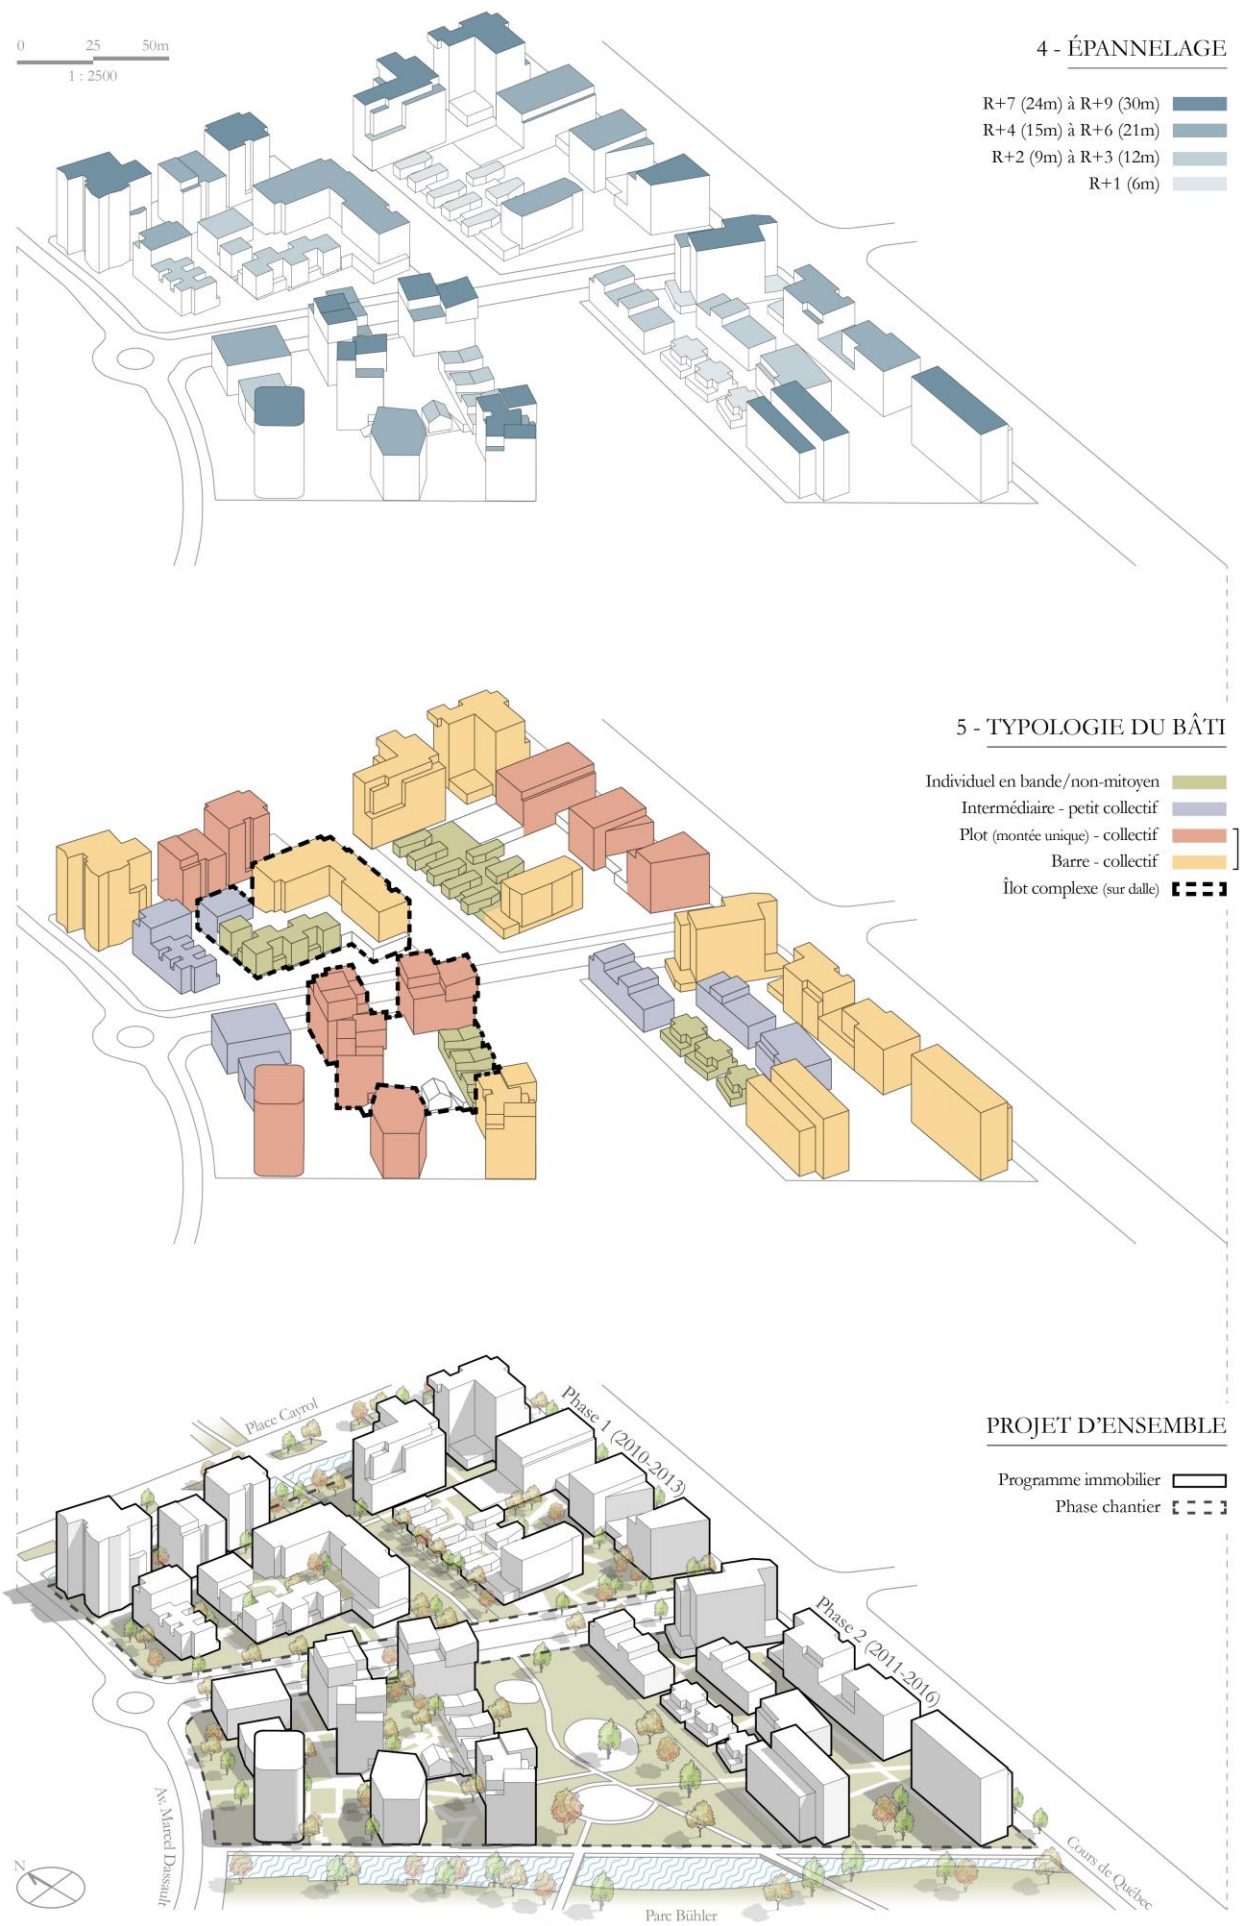 0 25 50m
1 : 2500
4 - ÉPANNELAGE
R+7 (24m) à R+9 (30m)
R+4 (15m) à R+6 (21m)
R+2 (9m) à R+3 (12m)
R+1 (6m)
5 - TYPOLOGIE DU BÂTI
Individuel en bande/non-mitoyen
Intermédiaire - petit collectif
Plot (montée unique) - collectif
Barre - collectif
Îlot complexe (sur dalle)
PROJET D'ENSEMBLE
Programme immobilier
Phase chantier
Place Cayrol
Phase 1 (2010-2013)
Phase 2 (2011-2016)
Av. Marcel Dassault
Cours de Québec
N
Parc Bühler